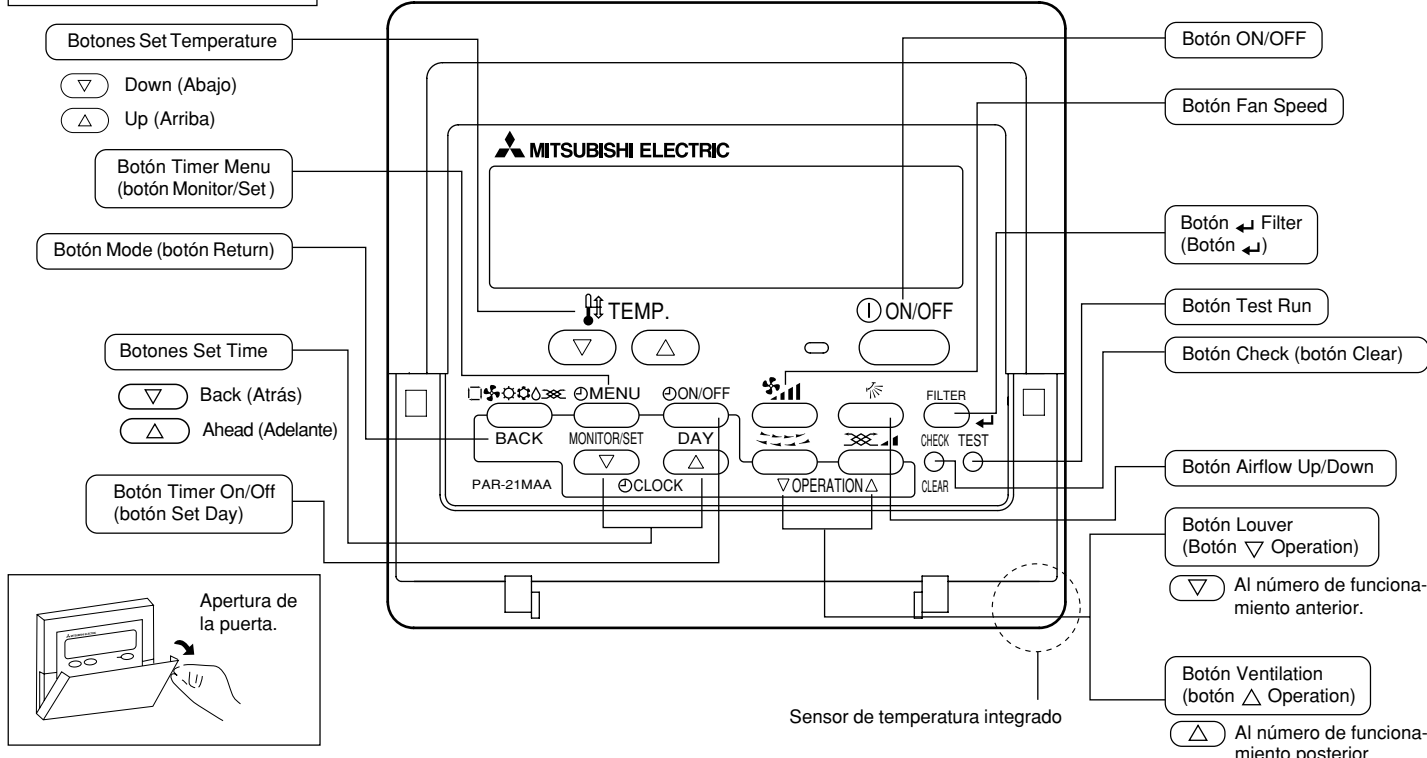 Botones Set Temperature
▽ Down (Abajo)
△ Up (Arriba)
Botón Timer Menu
(botón Monitor/Set )
Botón Mode (botón Return)
Botones Set Time
▽ Back (Atrás)
△ Ahead (Adelante)
Botón Timer On/Off
(botón Set Day)
Apertura de
la puerta.
MITSUBISHI ELECTRIC
TEMP.
ON/OFF
▽ △
MENU
ON/OFF
FILTER
BACK
MONITOR/SET
DAY
CHECK TEST
▽ △
PAR-21MAA
CLOCK
▽ OPERATION △
CLEAR
Sensor de temperatura integrado
Botón ON/OFF
Botón Fan Speed
Botón ↵ Filter
(Botón ↵)
Botón Test Run
Botón Check (botón Clear)
Botón Airflow Up/Down
Botón Louver
(Botón ▽ Operation)
▽ Al número de funciona-
miento anterior.
Botón Ventilation
(botón △ Operation)
△ Al número de funciona-
miento posterior